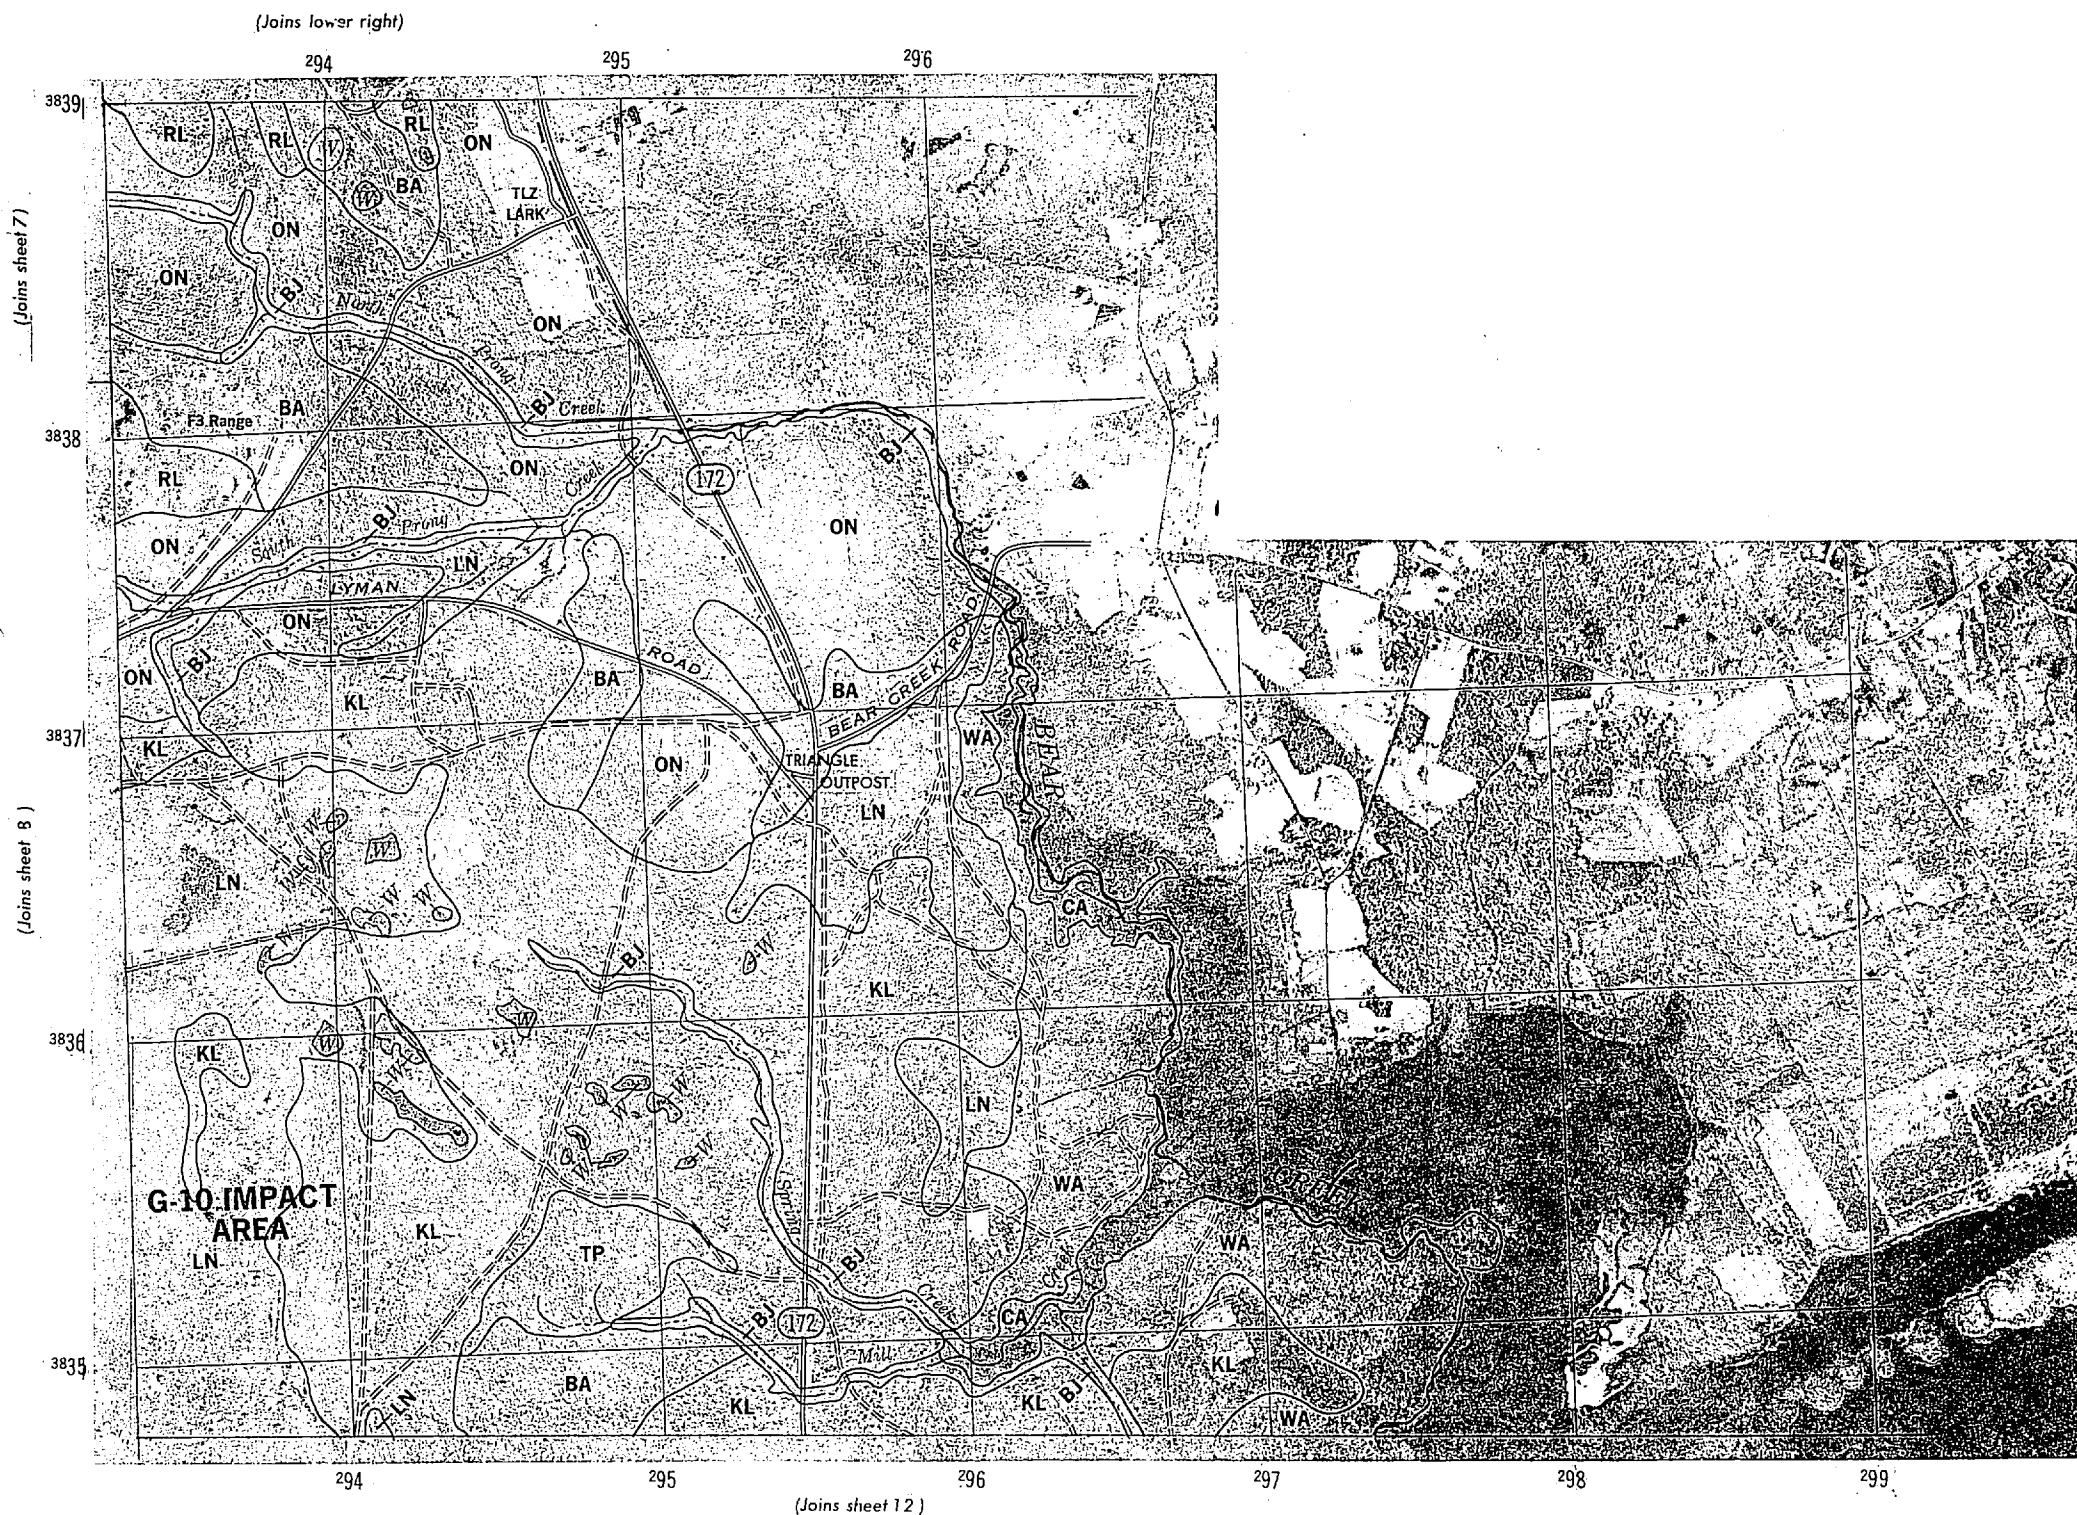 (Joins lower right)
294 295 296
3839
RL RL RL ON
W
BA
W
TLZ
LARK
(Joins sheet 7)
ON
ON
BJ
North
ON
Prong
BJ Creek
BA
F3 Range
3838
BJ
ON
172
RL
Creek
BJ
Prong
ON
ON
South
LN
LYMAN
ON
ROAD
BJ
ON
BA
BA
BEAR CREEK ROAD
KL
3837
KL
WA
BEAR
ON
TRIANGLE
OUTPOST
LN
W
W
LN
W W
CA
W
BJ
W
(Joins sheet 8)
KL
W
3836
W
KL
W
W
W
LN
W
W
WA
G-10 IMPACT
AREA
Spring
CREEK
KL
WA
TP
LN
BJ
Creek
Creek
BJ
CA
172
3835
Mill
KL
BA
BJ
KL
KL
LN
WA
294 295 296 297 298 299
(Joins sheet 12)